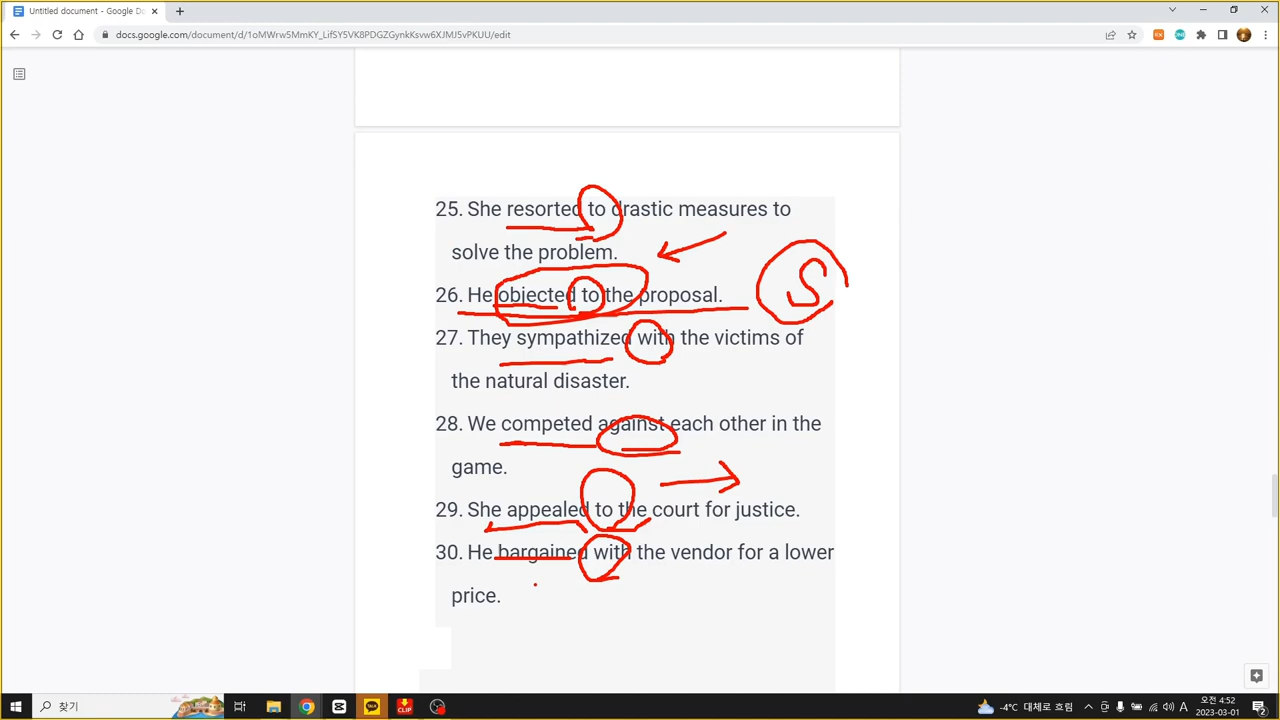 Untitled document - Google Do
docs.google.com/document/d/1oMWrw5MmKY_LifSY5VK8PDGZGynkKsvw6XJMJ5vPKUU/edit
25. She resorted to drastic measures to
solve the problem.
26. He objected to the proposal.
S
27. They sympathized with the victims of
the natural disaster.
28. We competed against each other in the
game.
29. She appealed to the court for justice.
30. He bargained with the vendor for a lower
price.
찾기
TALK
CLIP
-4°C 대체로 흐림
A
오전 4:52
2023-03-01
2